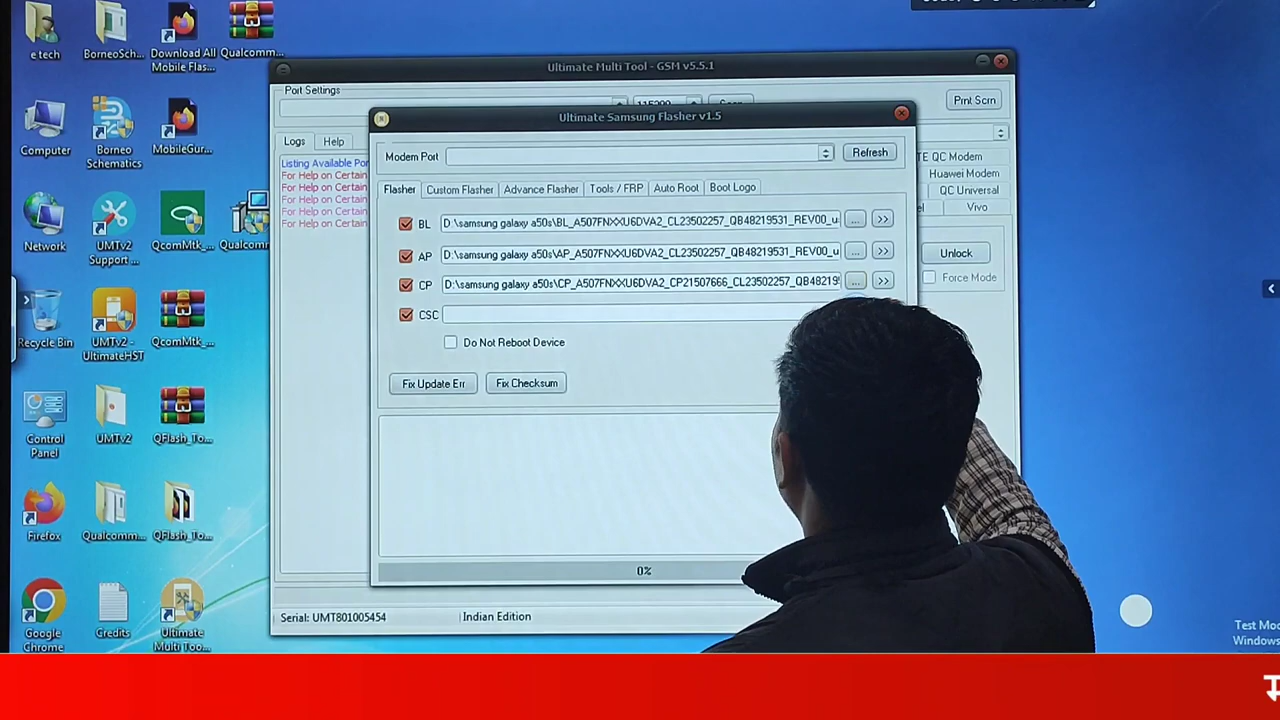 e tech
BorneoSch...
Download All
Mobile Flas...
Qualcomm...
Computer
Borneo
Schematics
MobileGur...
Network
UMTv2
Support ...
QcomMtk_...
Qualcomm
Recycle Bin
UMTv2 -
UltimateHST
QcomMtk_...
Control
Panel
UMTv2
QFlash_To...
Firefox
Qualcomm...
QFlash_To...
Google
Chrome
Credits
Ultimate
Multi Too...
Ultimate Multi Tool - GSM v5.5.1
Port Settings
Prnt Scrn
Logs
Help
Listing Available Por
For Help on Certain
For Help on Certain
For Help on Certain
For Help on Certain
For Help on Certain
TE QC Modem
Huawei Modem
QC Universal
Vivo
Unlock
Force Mode
Ultimate Samsung Flasher v1.5
Modem Port
Refresh
Flasher
Custom Flasher
Advance Flasher
Tools / FRP
Auto Root
Boot Logo
BL D:\samsung galaxy a50s\BL_A507FNXXU6DVA2_CL23502257_QB48219531_REV00_u ... >>
AP D:\samsung galaxy a50s\AP_A507FNXXU6DVA2_CL23502257_QB48219531_REV00_u ... >>
CP D:\samsung galaxy a50s\CP_A507FNXXU6DVA2_CP21507666_CL23502257_QB48219 ... >>
CSC
Do Not Reboot Device
Fix Update Err
Fix Checksum
0%
Serial: UMT801005454
Indian Edition
Test Mo
Windows